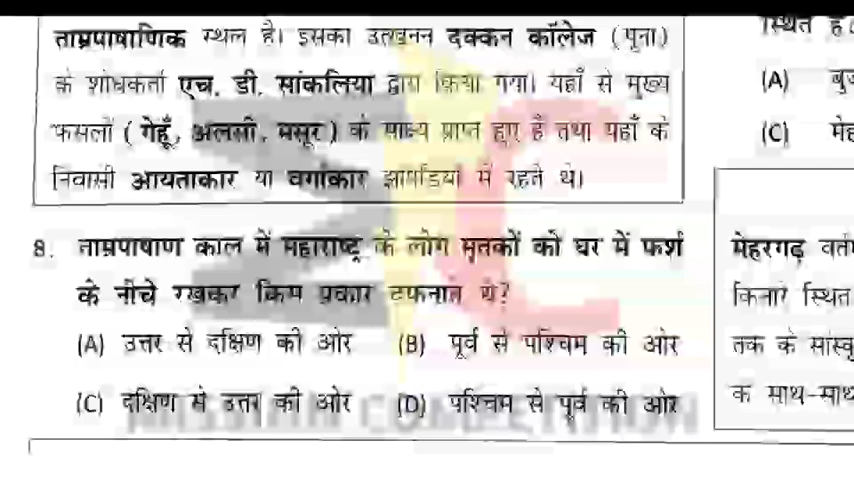 ताम्रपाषाणिक स्थल है। इसका उत्खनन दक्कन कॉलेज (पूना)
के शोधकर्ता एच. डी. सांकलिया द्वारा किया गया। यहाँ से मुख्य
फसलों ( गेहूँ, अलसी, मसूर ) के साक्ष्य प्राप्त हुए हैं तथा यहाँ के
निवासी आयताकार या वर्गाकार झोपड़ियों में रहते थे।
8. ताम्रपाषाण काल में महाराष्ट्र के लोग मृतकों को घर में फर्श
के नीचे रखकर किस प्रकार दफनाते थे?
(A) उत्तर से दक्षिण की ओर (B) पूर्व से पश्चिम की ओर
(C) दक्षिण से उत्तर की ओर (D) पश्चिम से पूर्व की ओर
MISSION COMPETITION
स्थित है
(A)
(C)
मेहरगढ़
किनारे स्थित
तक के
के साथ-साथ